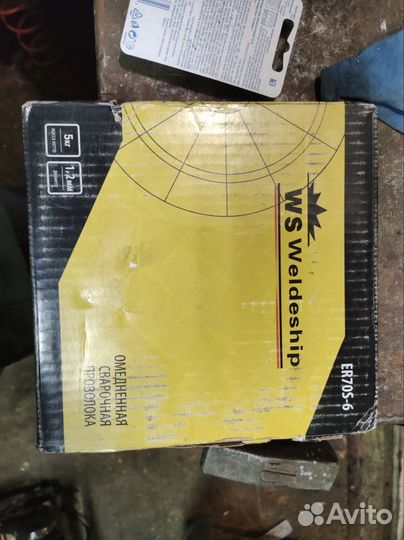 WS Weldeship
ER70S-6
5кг
1,2мм
ОМЕДНЕННАЯ
СВАРОЧНАЯ
ПРОВОЛОКА
Avito